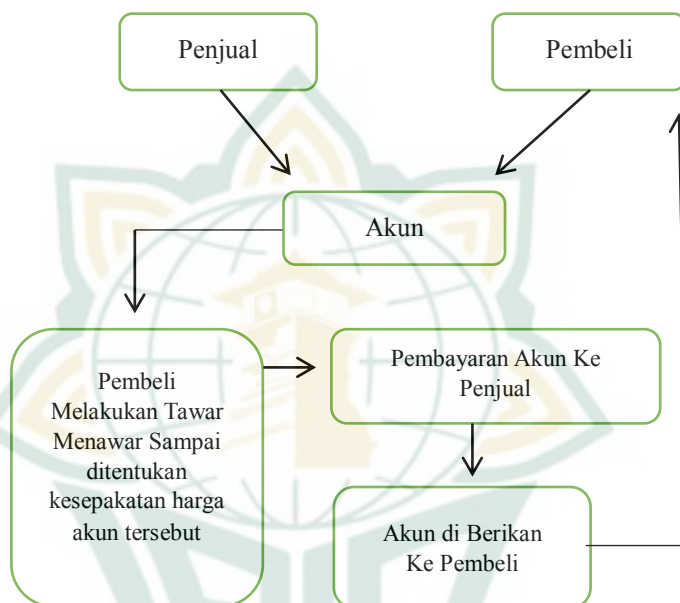 Penjual
Pembeli
Akun
Pembeli
Melakukan Tawar
Menawar Sampai
ditentukan
kesepakatan harga
akun tersebut
Pembayaran Akun Ke
Penjual
Akun di Berikan
Ke Pembeli